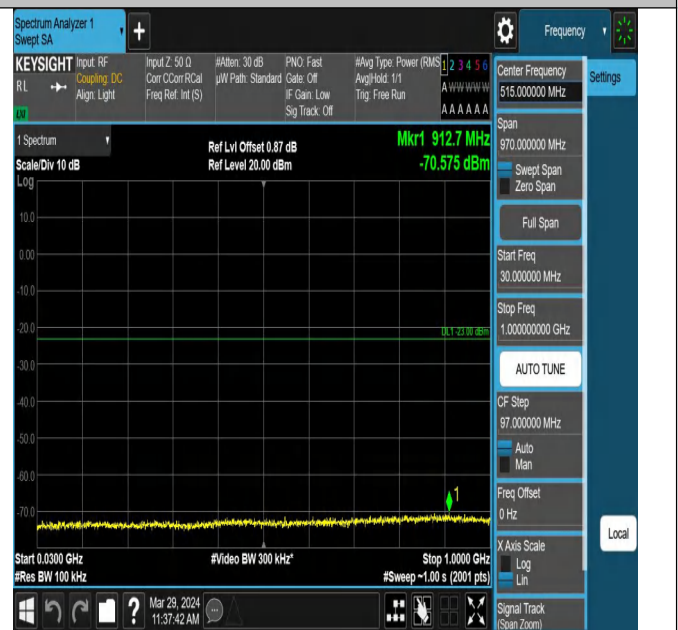 Spectrum Analyzer 1
Swept SA
+
Frequency
KEYSIGHT
RL
Input: RF
Coupling: DC
Align: Light
Input Z: 50 Ω
Corr CCorr RCal
Freq Ref: Int (S)
#Atten: 30 dB
µW Path: Standard
PNO: Fast
Gate: Off
IF Gain: Low
Sig Track: Off
#Avg Type: Power (RMS
Avg|Hold: 1/1
Trig: Free Run
1 2 3 4 5 6
A W W W W W
A A A A A A
1 Spectrum
Scale/Div 10 dB
Log
Ref Lvl Offset 0.87 dB
Ref Level 20.00 dBm
Mkr1 912.7 MHz
-70.575 dBm
10.0
0.00
-10.0
-20.0
DL1 -23.00 dBm
-30.0
-40.0
-50.0
-60.0
-70.0
1
Start 0.0300 GHz
#Res BW 100 kHz
#Video BW 300 kHz*
Stop 1.0000 GHz
#Sweep ~1.00 s (2001 pts)
Mar 29, 2024
11:37:42 AM
Center Frequency
515.000000 MHz
Settings
Span
970.000000 MHz
Swept Span
Zero Span
Full Span
Start Freq
30.000000 MHz
Stop Freq
1.000000000 GHz
AUTO TUNE
CF Step
97.000000 MHz
Auto
Man
Freq Offset
0 Hz
Local
X Axis Scale
Log
Lin
Signal Track
(Span Zoom)